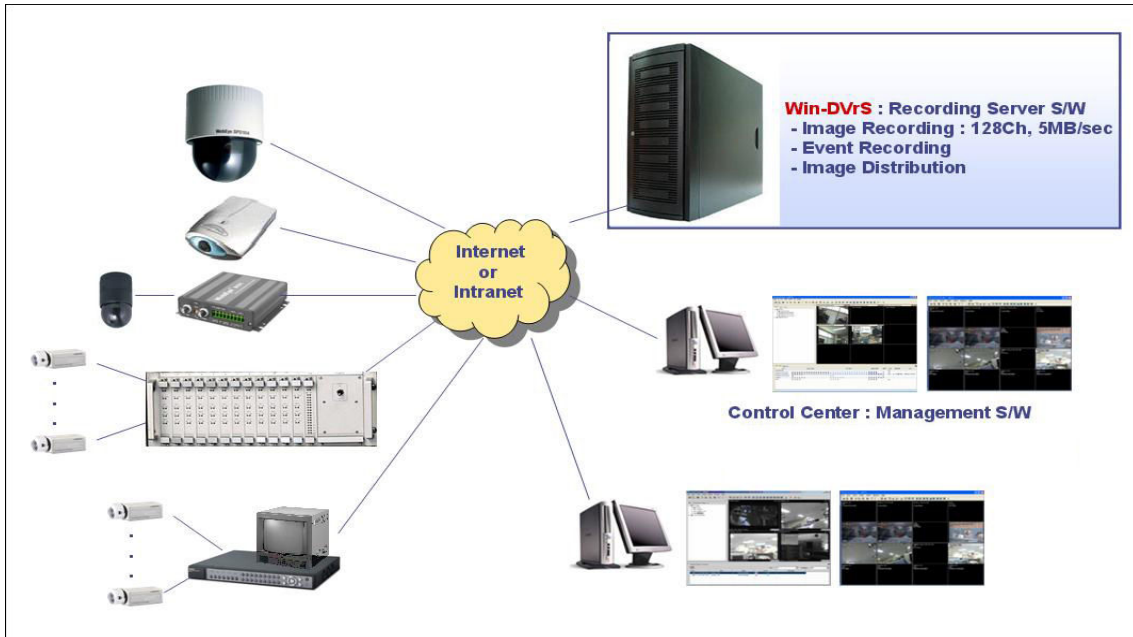 Win-DVrS : Recording Server S/W
- Image Recording : 128Ch, 5MB/sec
- Event Recording
- Image Distribution
Internet
or
Intranet
Control Center : Management S/W